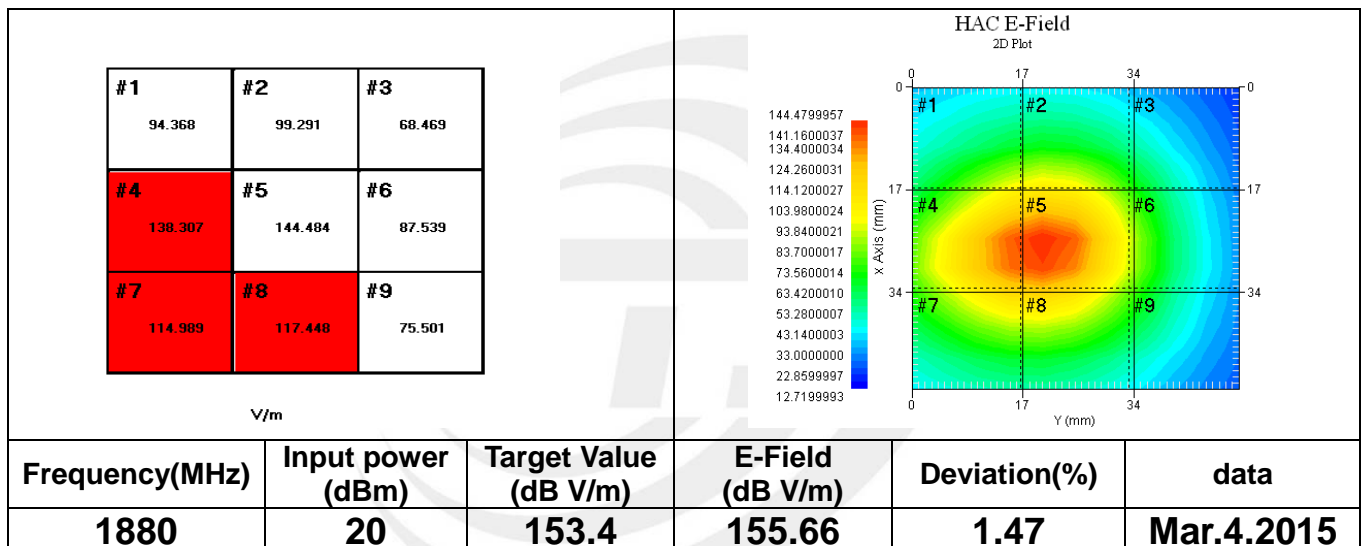 #1 #2 #3
94.368 99.291 68.469
#4 #5 #6
138.307 144.484 87.539
#7 #8 #9
114.989 117.448 75.501
V/m
HAC E-Field
2D Plot
0 17 34
0 0
144.4799957
141.1600037
134.4000034
124.2600031
114.1200027
103.9800024
93.8400021
83.7000017
73.5600014
63.4200010
53.2800007
43.1400003
33.0000000
22.8599997
12.7199993
x Axis (mm)
#1 #2 #3
17 17
#4 #5 #6
34 34
#7 #8 #9
0 17 34
Y (mm)
Frequency(MHz) Input power (dBm) Target Value (dB V/m) E-Field (dB V/m) Deviation(%) data
1880 20 153.4 155.66 1.47 Mar.4.2015